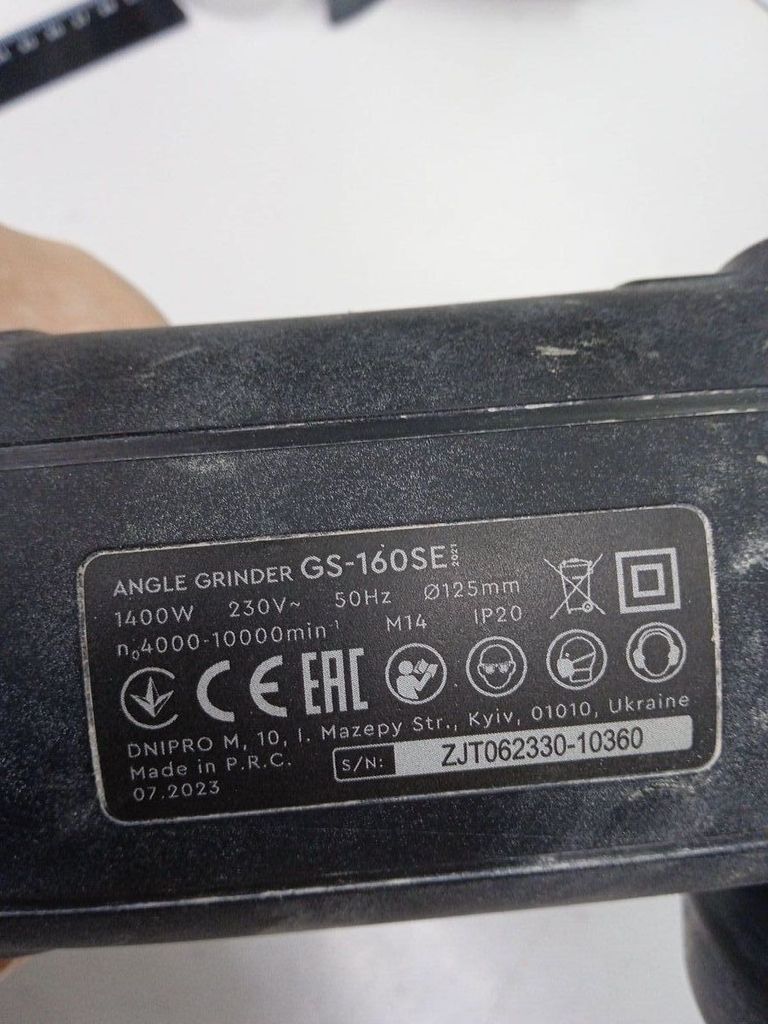 ANGLE GRINDER GS-160SE 2021
1400W 230V~ 50Hz Ø125mm
n₀4000-10000min⁻¹ M14 IP20
CE EAC
DNIPRO M, 10, I. Mazepy Str., Kyiv, 01010, Ukraine
Made in P.R.C.
S/N: ZJT062330-10360
07.2023